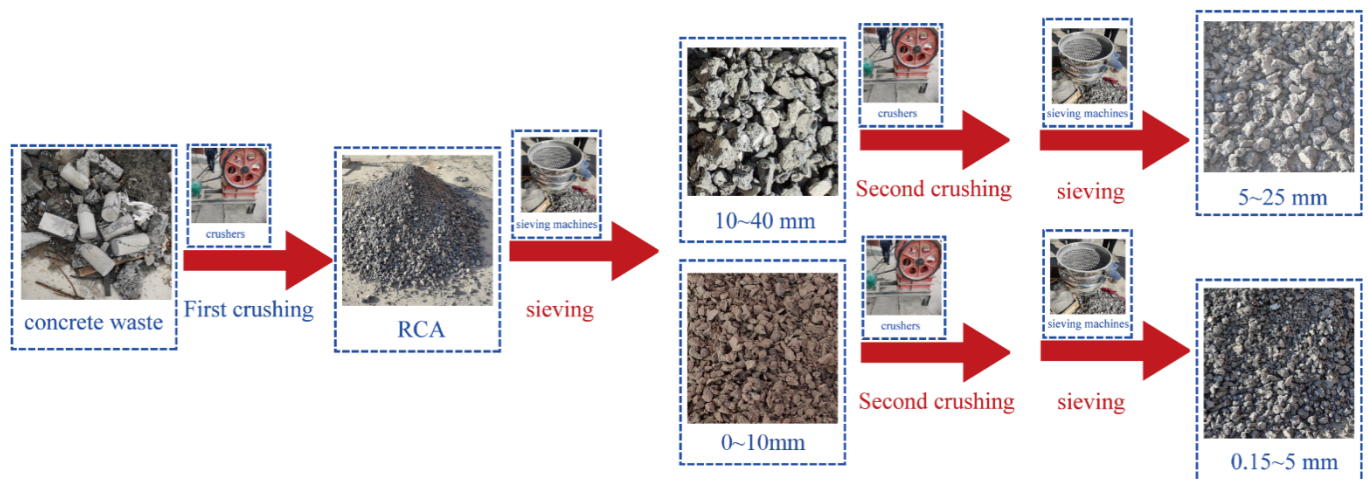 concrete waste
crushers
First crushing
RCA
sieving machines
sieving
10~40 mm
crushers
Second crushing
sieving machines
sieving
5~25 mm
0~10mm
crushers
Second crushing
sieving machines
sieving
0.15~5 mm